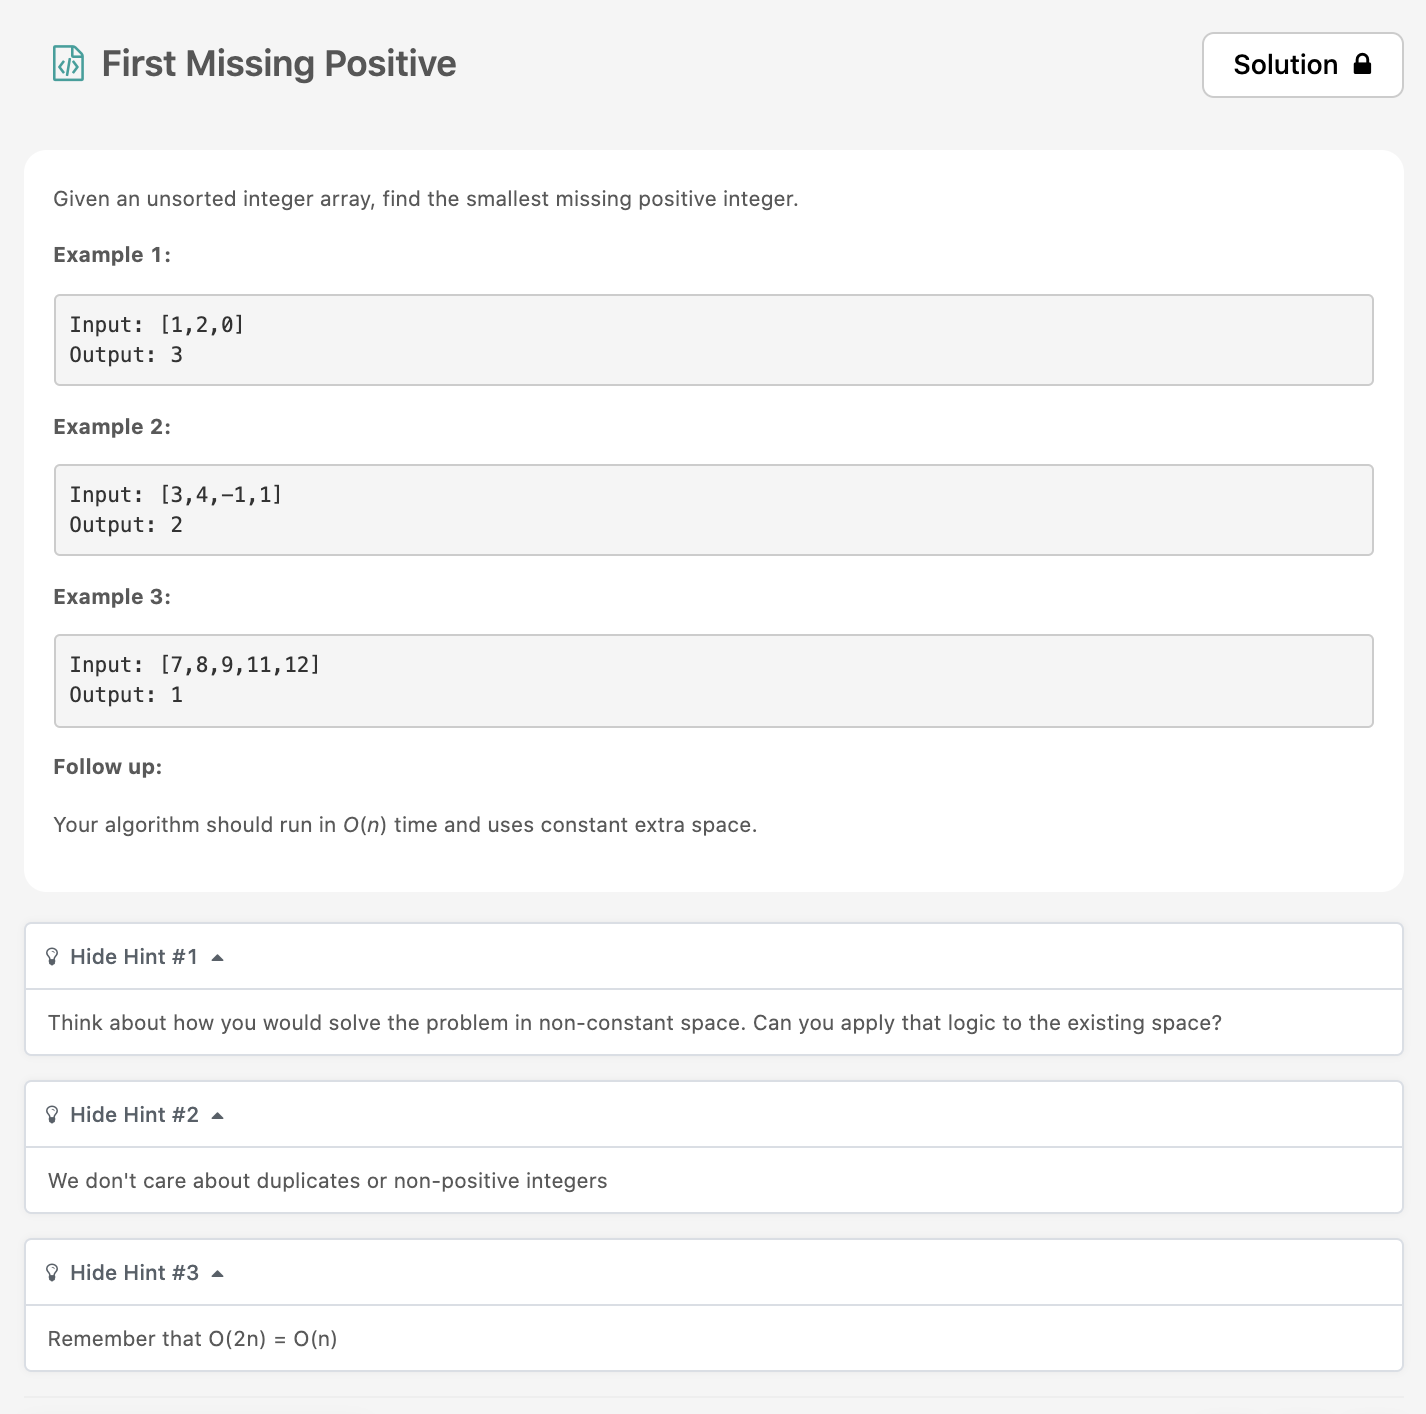 First Missing Positive
Solution
Given an unsorted integer array, find the smallest missing positive integer.
Example 1:
Input: [1,2,0]
Output: 3
Example 2:
Input: [3,4,-1,1]
Output: 2
Example 3:
Input: [7,8,9,11,12]
Output: 1
Follow up:
Your algorithm should run in O(n) time and uses constant extra space.
Hide Hint #1
Think about how you would solve the problem in non-constant space. Can you apply that logic to the existing space?
Hide Hint #2
We don't care about duplicates or non-positive integers
Hide Hint #3
Remember that O(2n) = O(n)